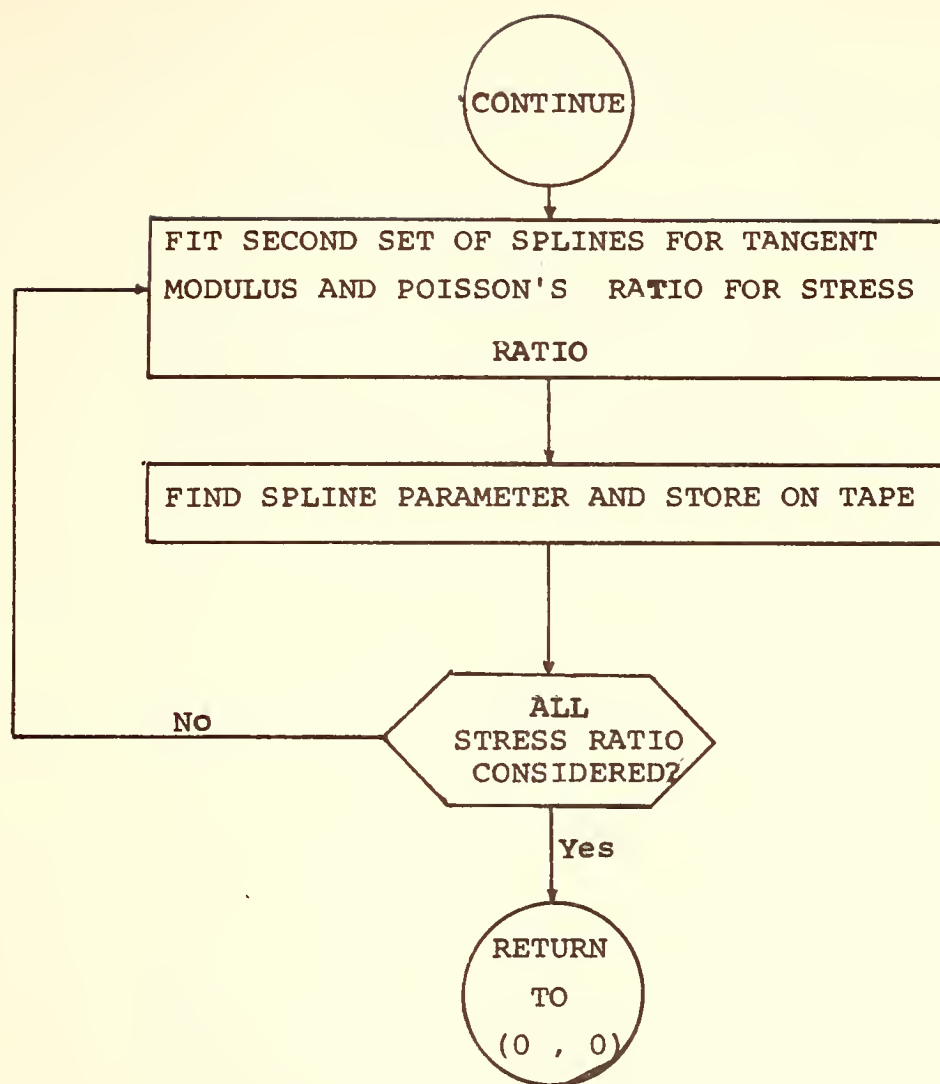 CONTINUE
FIT SECOND SET OF SPLINES FOR TANGENT
MODULUS AND POISSON'S RATIO FOR STRESS
RATIO
FIND SPLINE PARAMETER AND STORE ON TAPE
ALL
STRESS RATIO
CONSIDERED?
No
Yes
RETURN
TO
(0 , 0)